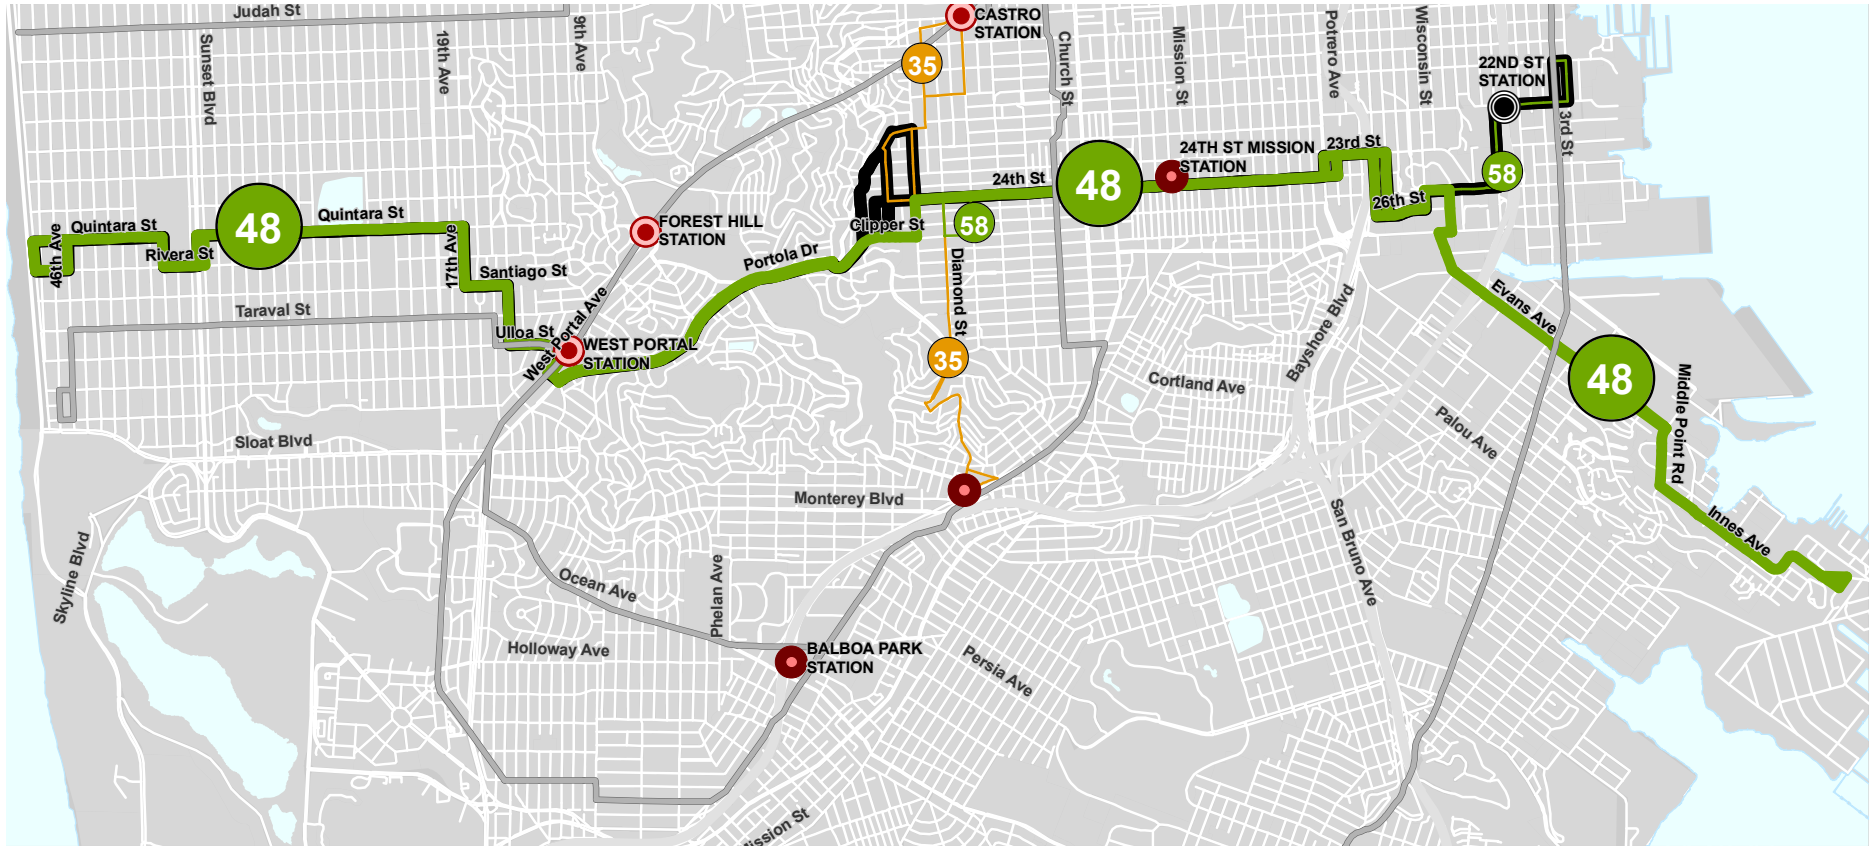 Judah St
Sunset Blvd
19th Ave
9th Ave
CASTRO
STATION
35
Church St
Mission St
Potrero Ave
Wisconsin St
22ND ST
STATION
3rd St
24TH ST MISSION
STATION
23rd St
58
24th St
48
26th St
46th Ave
Quintara St
Rivera St
48
Quintara St
17th Ave
Santiago St
FOREST HILL
STATION
Clipper St
58
Portola Dr
Diamond St
Taraval St
Ulloa St
West Portal Ave
WEST PORTAL
STATION
35
Bayshore Blvd
Cortland Ave
Evans Ave
48
Middle Point Rd
Palou Ave
Sloat Blvd
Monterey Blvd
San Bruno Ave
Innes Ave
Skyline Blvd
Ocean Ave
Phelan Ave
Holloway Ave
BALBOA PARK
STATION
Persia Ave
Mission St